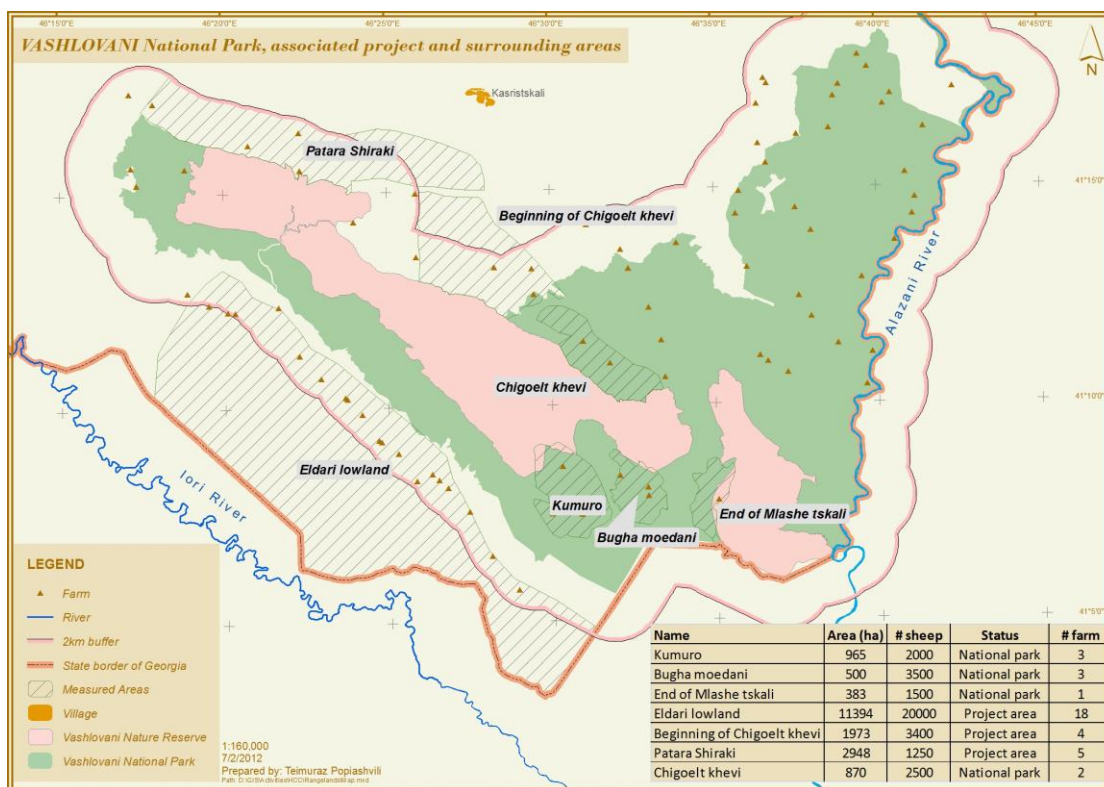 46°15'0"E 46°20'0"E 46°25'0"E 46°30'0"E 46°35'0"E 46°40'0"E 46°45'0"E
VASHLOVANI National Park, associated project and surrounding areas
N
Kasristskali
Patara Shiraki
41°15'0"N
Beginning of Chigoelt khevi
Alazani River
Chigoelt khevi
41°10'0"N
Eldari lowland
Iori River
Kumuro
End of Mlashe tskali
Bugha moedani
41°5'0"N
LEGEND
Farm
River
2km buffer
State border of Georgia
Measured Areas
Village
Vashlovani Nature Reserve
Vashlovani National Park
1:160,000
7/2/2012
Prepared by: Teimuraz Popiashvili
Name Area (ha) # sheep Status # farm
Kumuro 965 2000 National park 3
Bugha moedani 500 3500 National park 3
End of Mlashe tskali 383 1500 National park 1
Eldari lowland 11394 20000 Project area 18
Beginning of Chigoelt khevi 1973 3400 Project area 4
Patara Shiraki 2948 1250 Project area 5
Chigoelt khevi 870 2500 National park 2